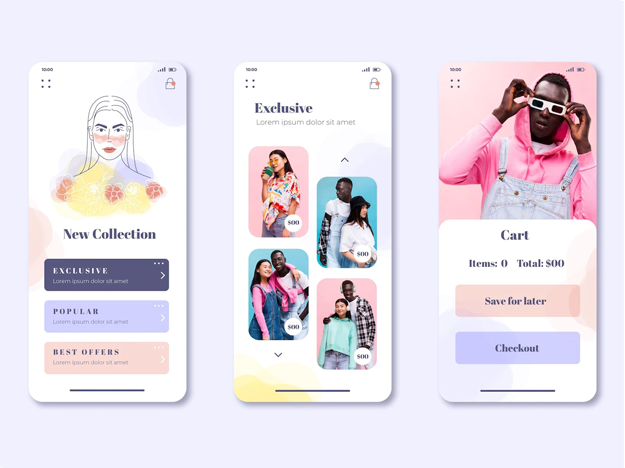 10:00
New Collection
EXCLUSIVE
Lorem ipsum dolor sit amet
POPULAR
Lorem ipsum dolor sit amet
BEST OFFERS
Lorem ipsum dolor sit amet
10:00
Exclusive
Lorem ipsum dolor sit amet
$00
$00
$00
$00
10:00
Cart
Items: 0 Total: $00
Save for later
Checkout